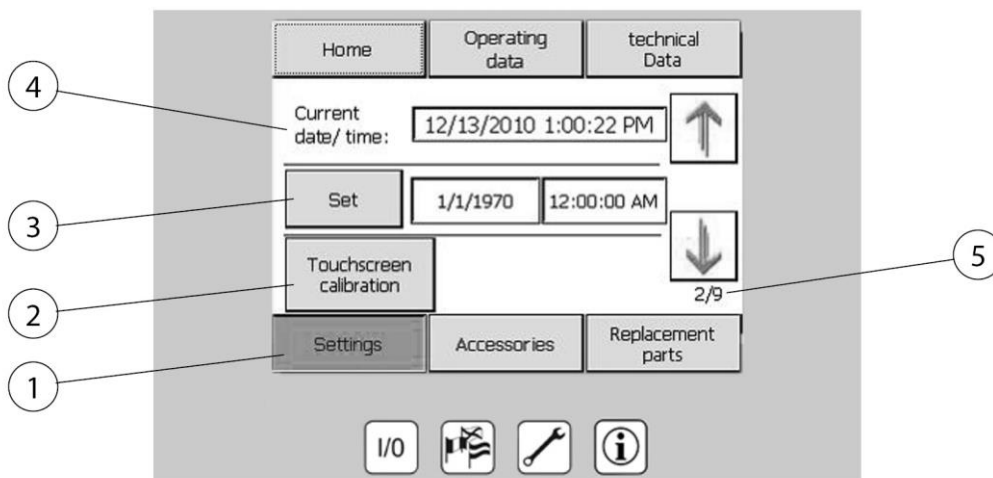 Home
Operating
data
technical
Data
4
Current
date/ time:
12/13/2010 1:00:22 PM
3
Set
1/1/1970
12:00:00 AM
5
2
Touchscreen
calibration
2/9
1
Settings
Accessories
Replacement
parts
I/0
i